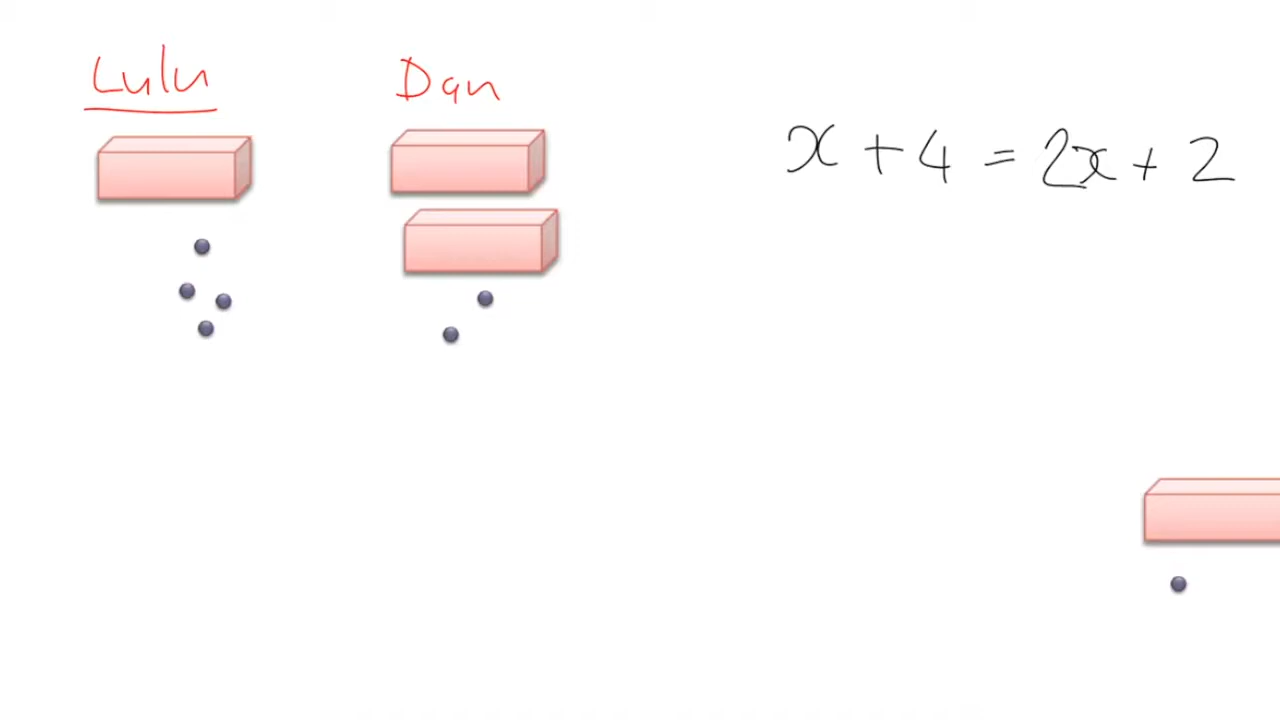 Lulu Dan
x + 4 = 2x + 2